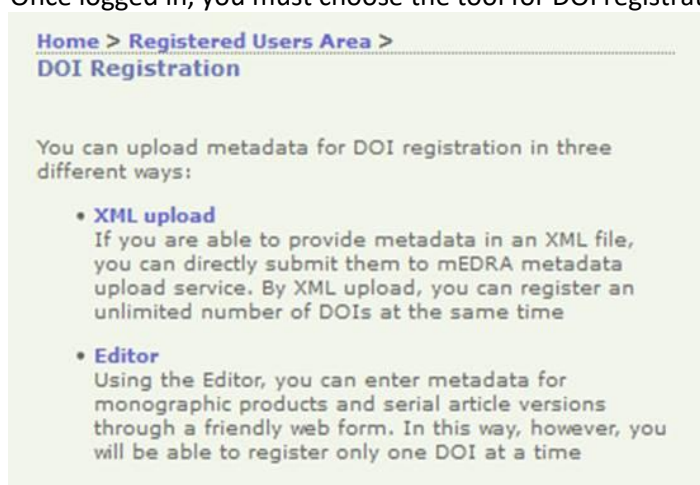 Once logged in, you must choose the tool for DOI registrat
Home > Registered Users Area >
DOI Registration
You can upload metadata for DOI registration in three
different ways:
• XML upload
If you are able to provide metadata in an XML file,
you can directly submit them to mEDRA metadata
upload service. By XML upload, you can register an
unlimited number of DOIs at the same time
• Editor
Using the Editor, you can enter metadata for
monographic products and serial article versions
through a friendly web form. In this way, however, you
will be able to register only one DOI at a time